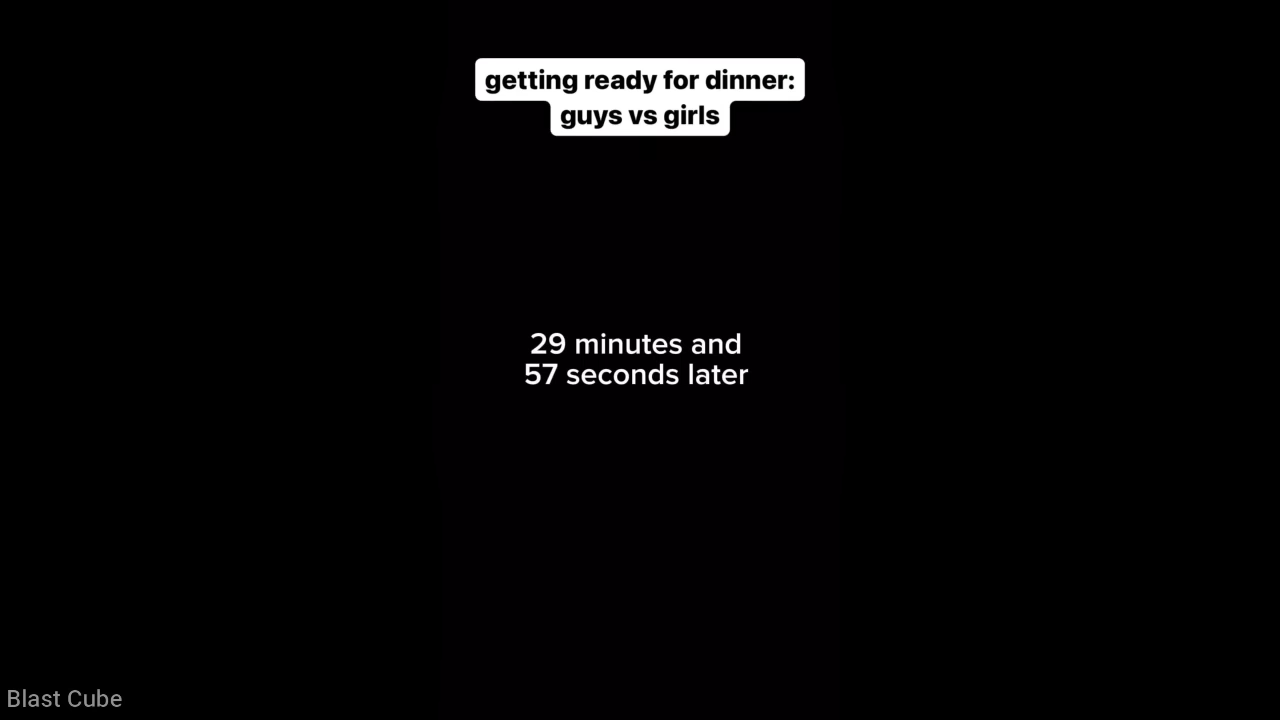 getting ready for dinner:
guys vs girls
29 minutes and
57 seconds later
Blast Cube